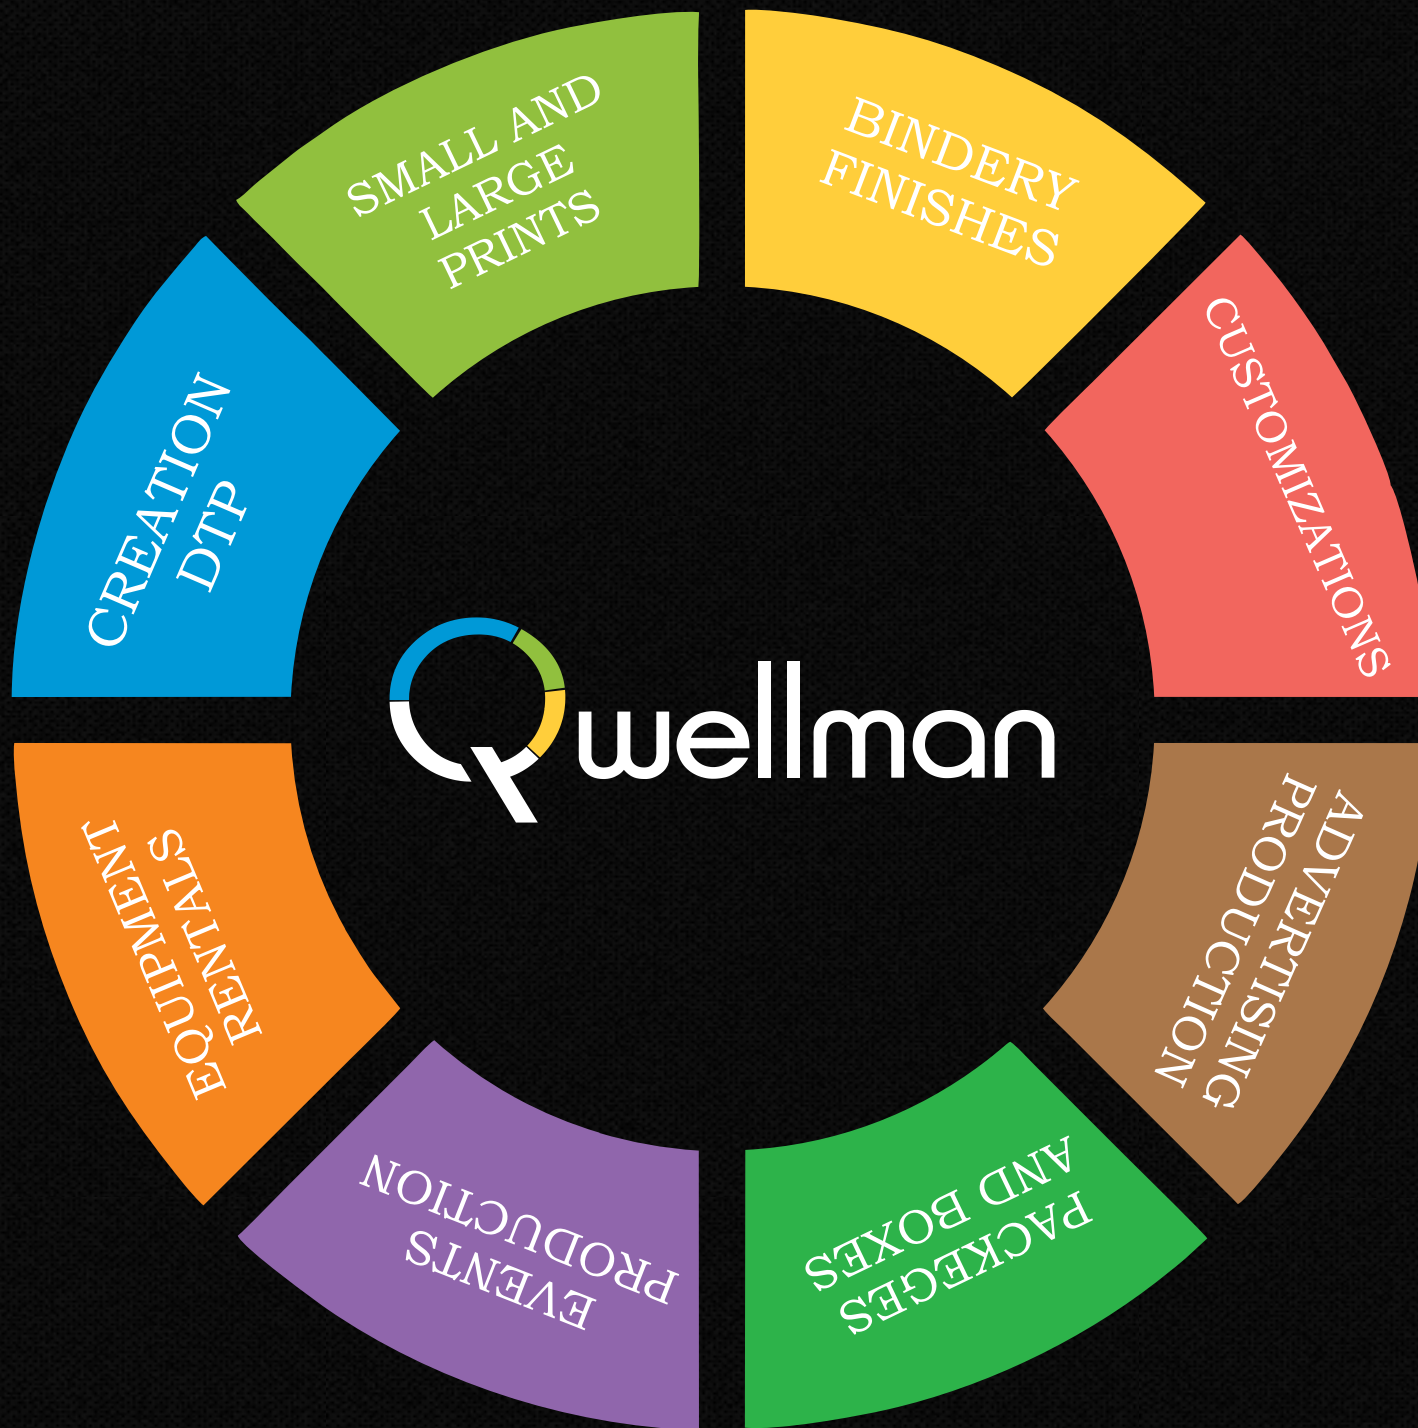 SMALL AND
LARGE
PRINTS
BINDERY
FINISHES
CUSTOMIZATIONS
ADVERTISING
PRODUCTION
PACKEGES
AND BOXES
EVENTS
PRODUCTION
EQUIPMENT
RENTALS
CREATION
DTP
Qwellman